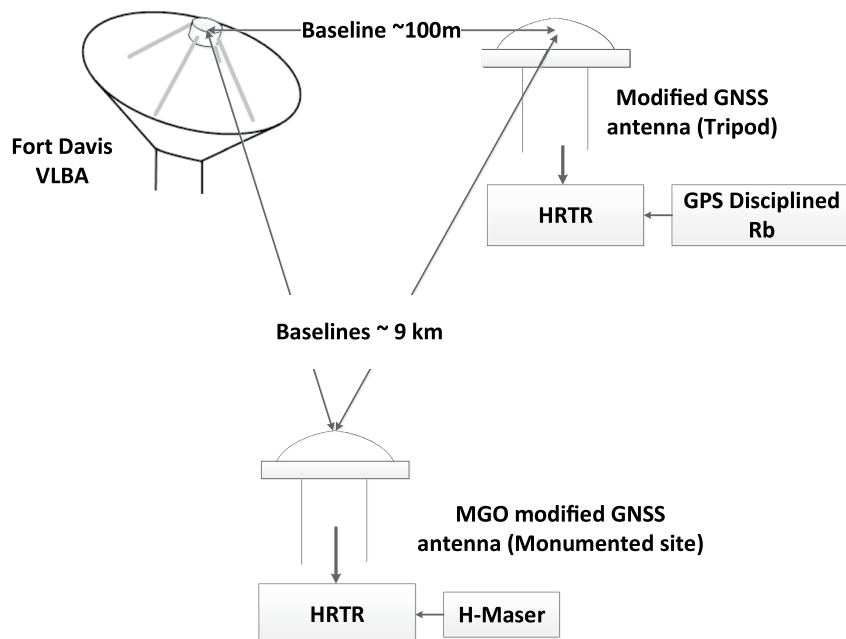 Baseline ~100m
Fort Davis
VLBA
Modified GNSS
antenna (Tripod)
HRTR
GPS Disciplined
Rb
Baselines ~ 9 km
MGO modified GNSS
antenna (Monumented site)
HRTR
H-Maser